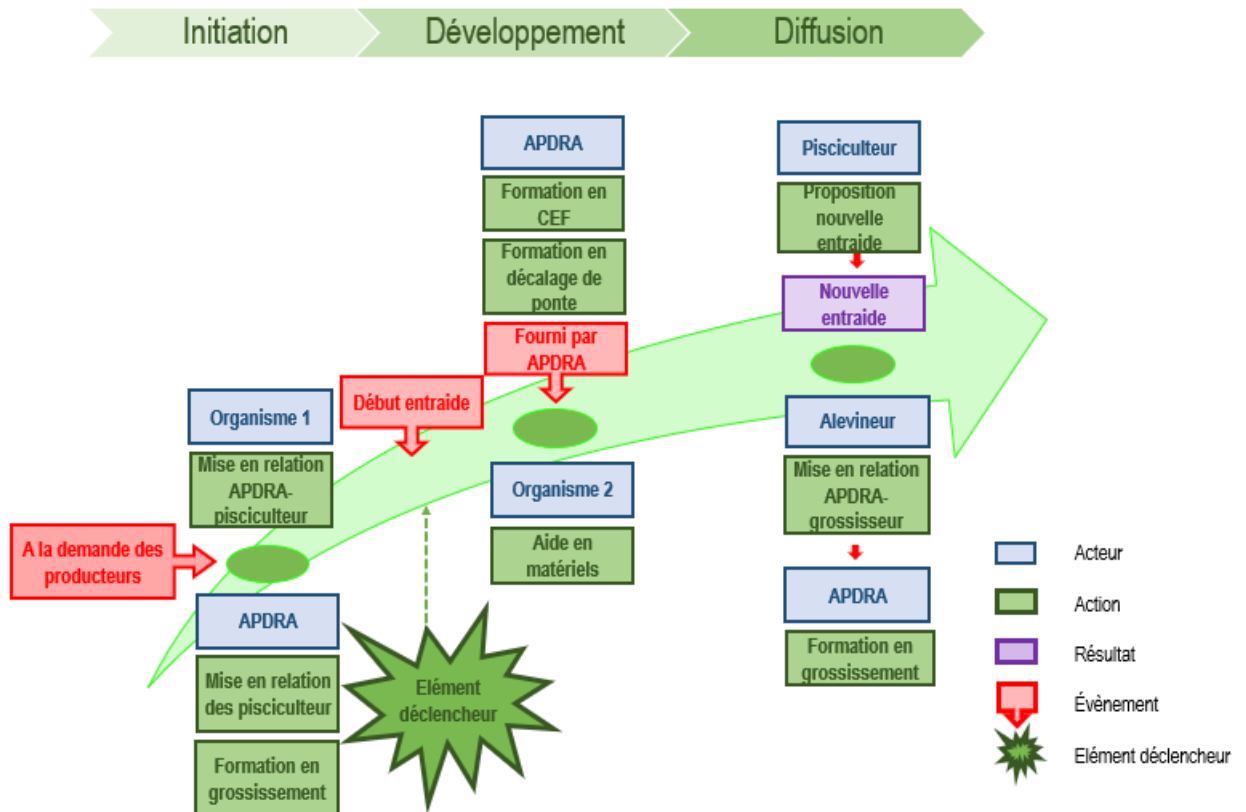 Initiation
Développement
Diffusion
APDRA
Formation en
CEF
Formation en
décalage de
ponte
Fourni par
APDRA
Pisciculteur
Proposition
nouvelle
entraide
Nouvelle
entraide
Organisme 1
Mise en relation
APDRA-
pisciculteur
Début entraide
A la demande des
producteurs
APDRA
Mise en relation
des pisciculteur
Formation en
grossissement
Elément
déclencheur
Organisme 2
Aide en
matériels
Alevineur
Mise en relation
APDRA-
grossisseur
APDRA
Formation en
grossissement
Acteur
Action
Résultat
Évènement
Elément déclencheur